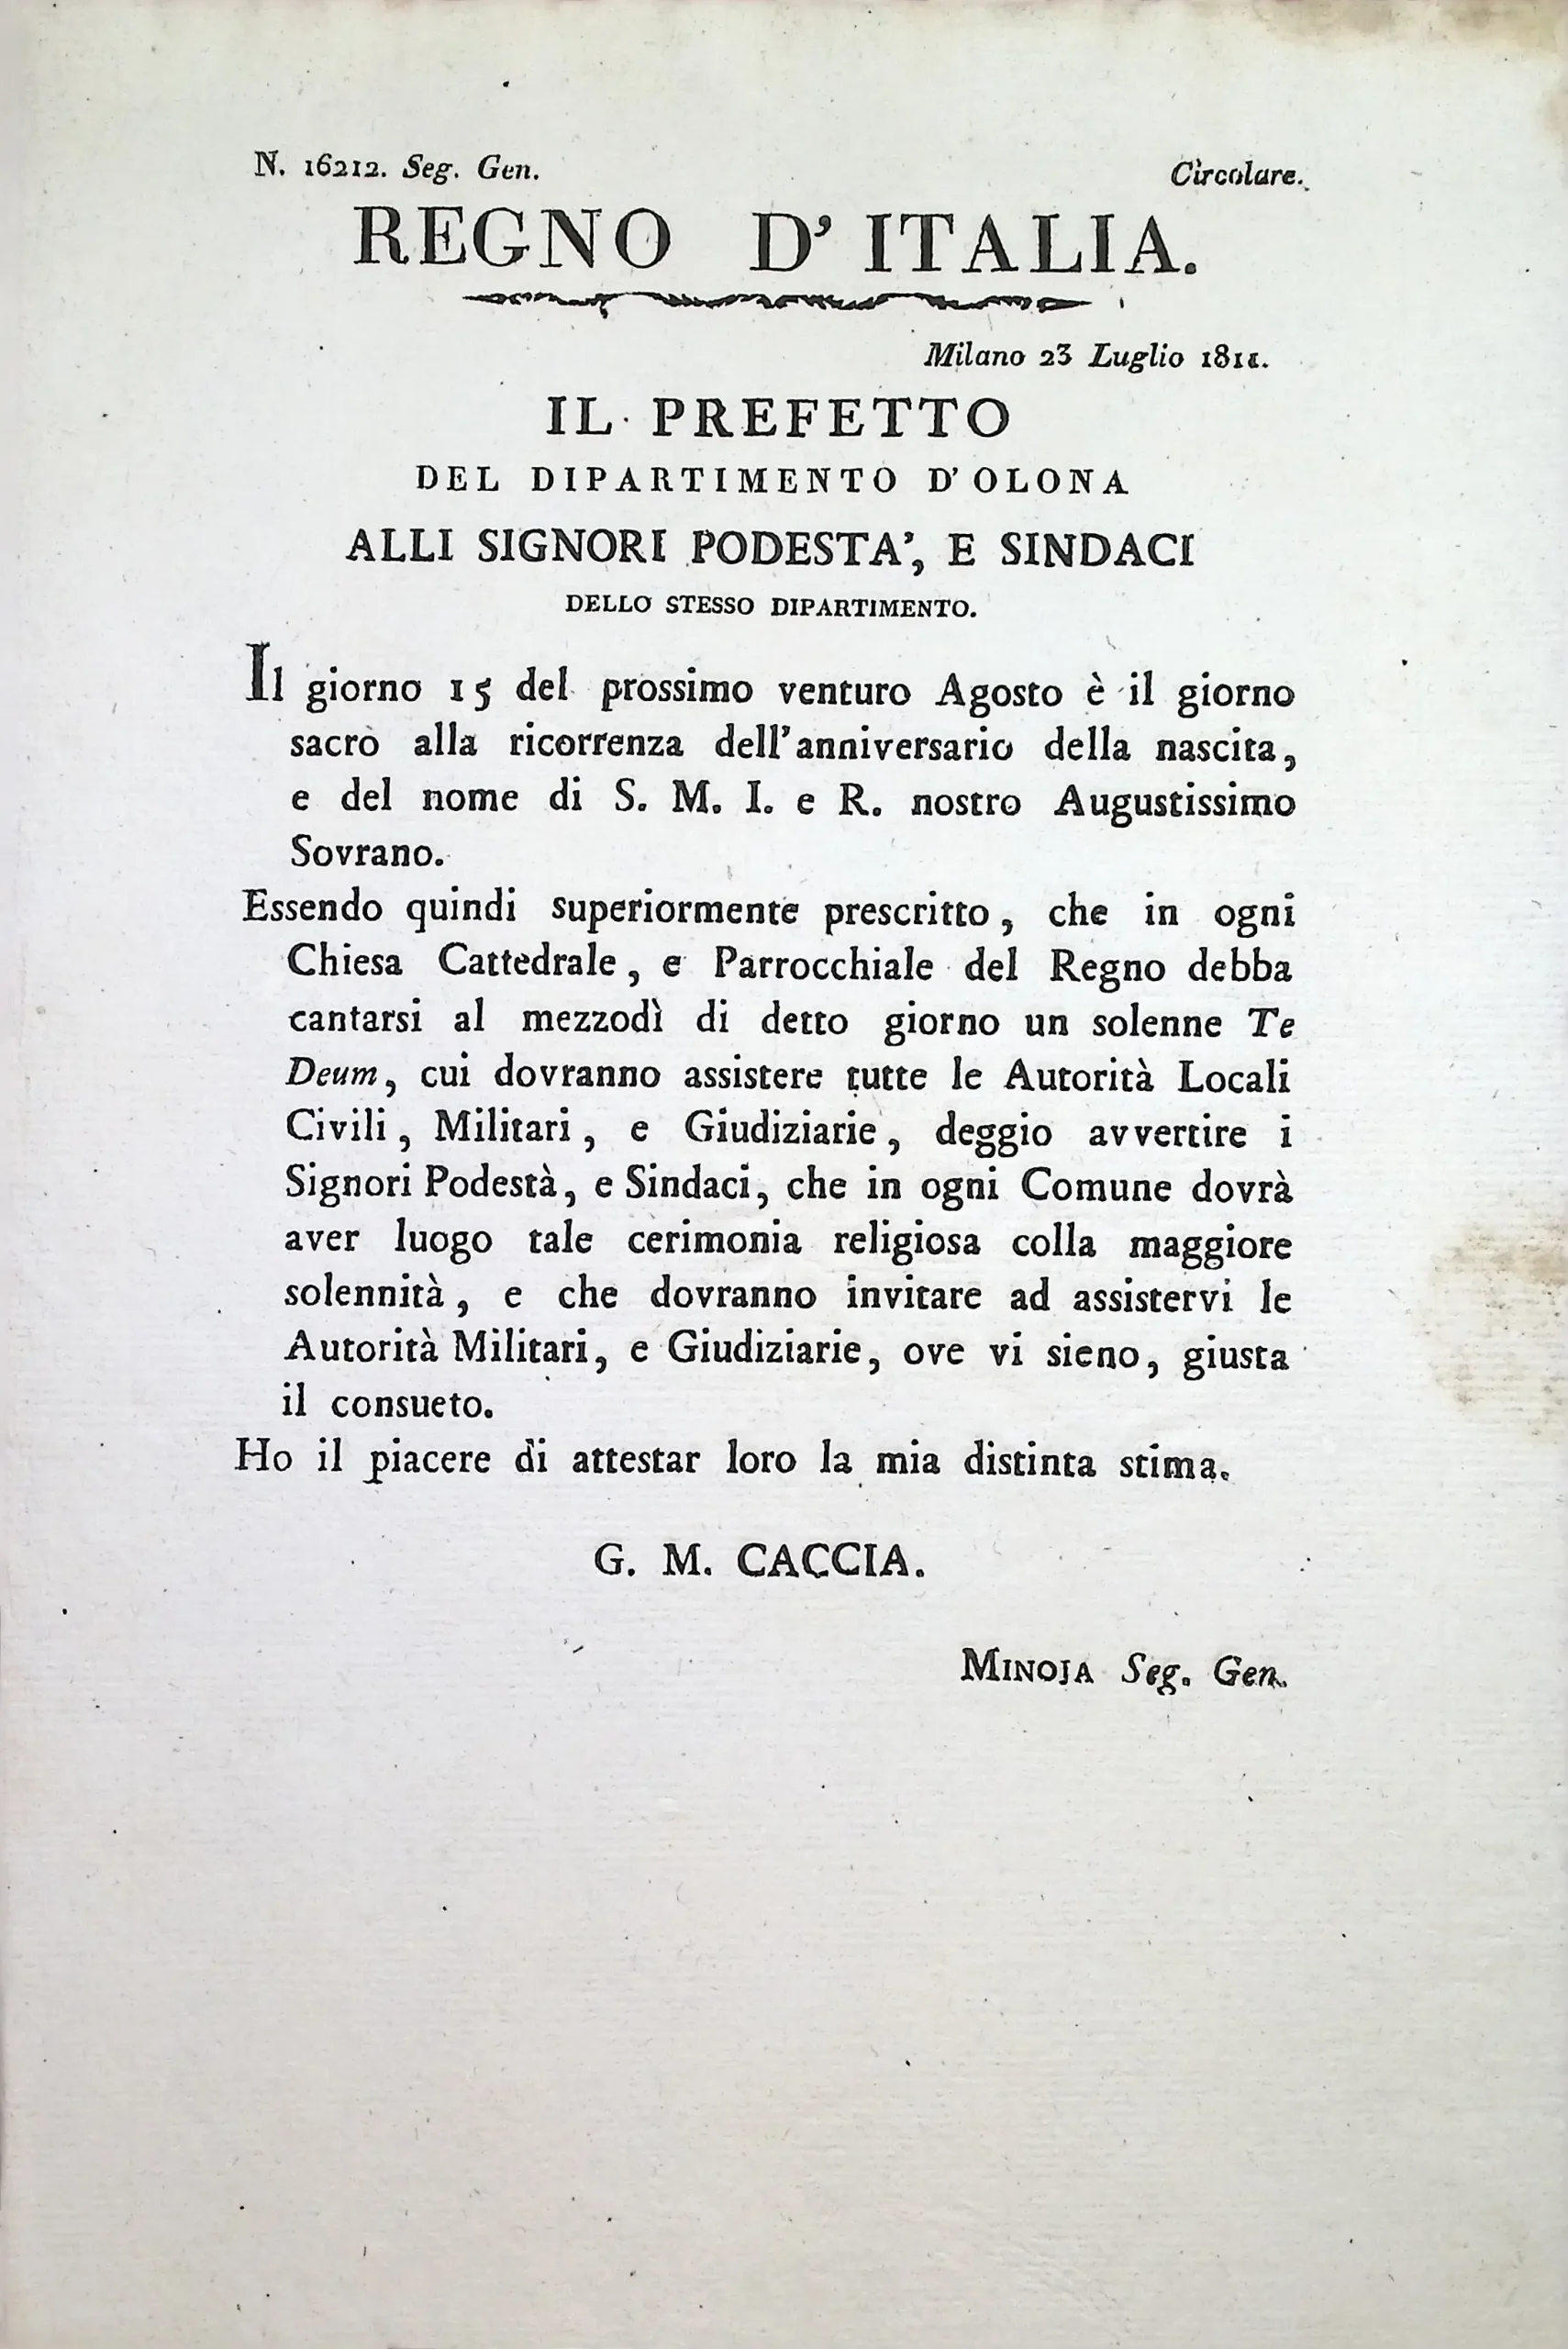 N. 16212. Seg. Gen.
Circolare.
REGNO D' ITALIA.
Milano 23 Luglio 1811.
IL PREFETTO
DEL DIPARTIMENTO D' OLONA
ALLI SIGNORI PODESTA', E SINDACI
DELLO STESSO DIPARTIMENTO.
Il giorno 15 del prossimo venturo Agosto è il giorno
sacro alla ricorrenza dell'anniversario della nascita,
e del nome di S. M. I. e R. nostro Augustissimo
Sovrano.
Essendo quindi superiormente prescritto, che in ogni
Chiesa Cattedrale, e Parrocchiale del Regno debba
cantarsi al mezzodì di detto giorno un solenne Te
Deum, cui dovranno assistere tutte le Autorità Locali
Civili, Militari, e Giudiziarie, deggio avvertire i
Signori Podestà, e Sindaci, che in ogni Comune dovrà
aver luogo tale cerimonia religiosa colla maggiore
solennità, e che dovranno invitare ad assistervi le
Autorità Militari, e Giudiziarie, ove vi sieno, giusta
il consueto.
Ho il piacere di attestar loro la mia distinta stima.
G. M. CACCIA.
MINOJA Seg. Gen.